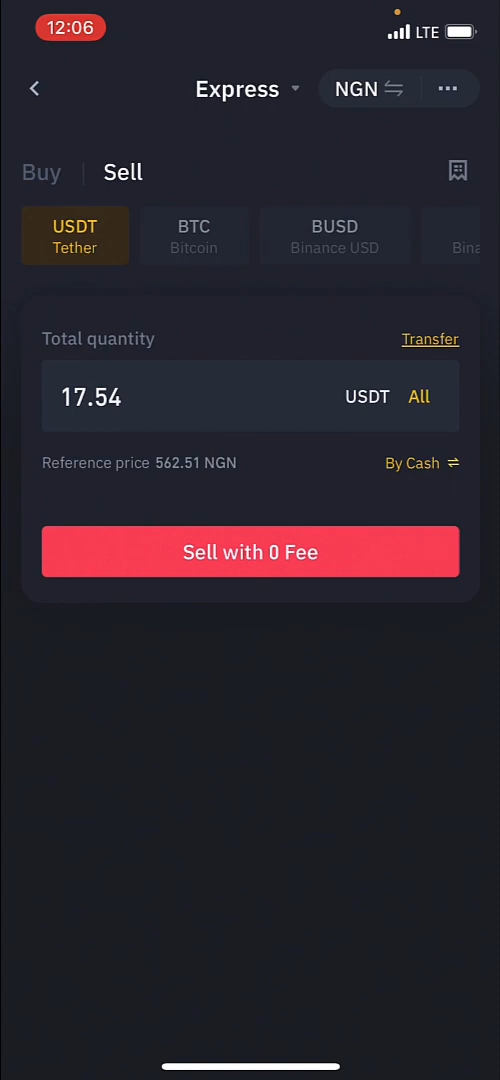 12:06 LTE
Express NGN
Buy Sell
USDT BTC BUSD
Tether Bitcoin Binance USD Bina
Total quantity Transfer
17.54 USDT All
Reference price 562.51 NGN By Cash
Sell with 0 Fee